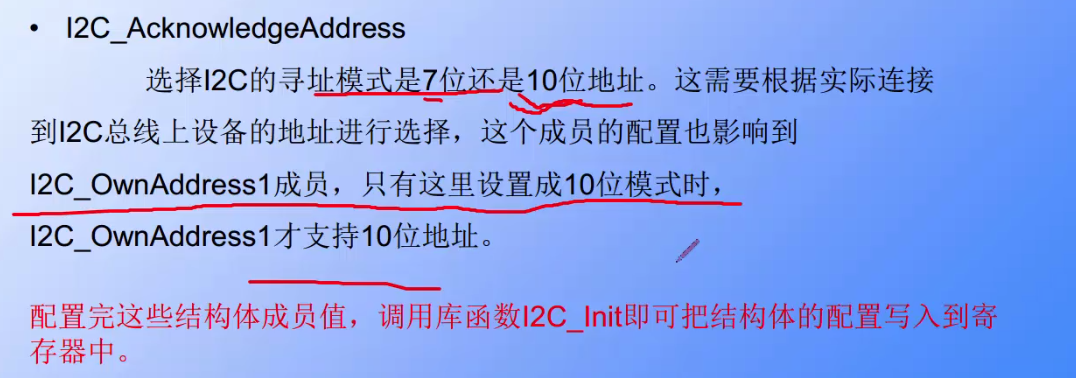 • I2C_AcknowledgeAddress
选择I2C的寻址模式是7位还是10位地址。这需要根据实际连接
到I2C总线上设备的地址进行选择，这个成员的配置也影响到
I2C_OwnAddress1成员，只有这里设置成10位模式时，
I2C_OwnAddress1才支持10位地址。
配置完这些结构体成员值，调用库函数I2C_Init即可把结构体的配置写入到寄
存器中。